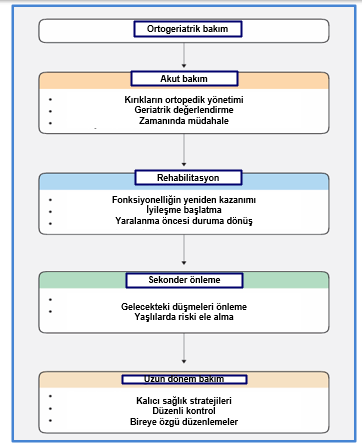 Ortogeriatrik bakım
Akut bakım
• Kırıkların ortopedik yönetimi
• Geriatrik değerlendirme
• Zamanında müdahale
Rehabilitasyon
• Fonksiyonelliğin yeniden kazanımı
• İyileşme başlatma
• Yaralanma öncesi duruma dönüş
Sekonder önleme
• Gelecekteki düşmeleri önleme
• Yaşlılarda riski ele alma
Uzun dönem bakım
• Kalıcı sağlık stratejileri
• Düzenli kontrol
• Bireye özgü düzenlemeler